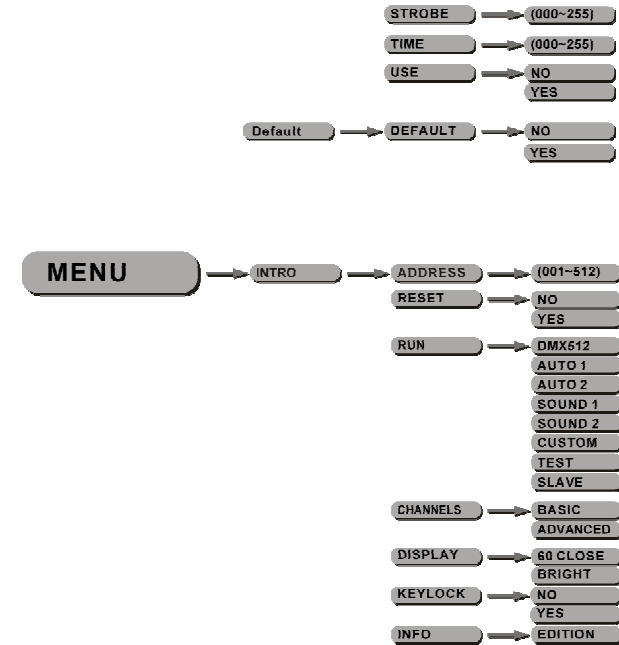 STROBE (000~255)
TIME (000~255)
USE NO
YES
Default DEFAULT NO
YES
MENU INTRO ADDRESS (001~512)
RESET NO
YES
RUN DMX512
AUTO 1
AUTO 2
SOUND 1
SOUND 2
CUSTOM
TEST
SLAVE
CHANNELS BASIC
ADVANCED
DISPLAY 60 CLOSE
BRIGHT
KEYLOCK NO
YES
INFO EDITION